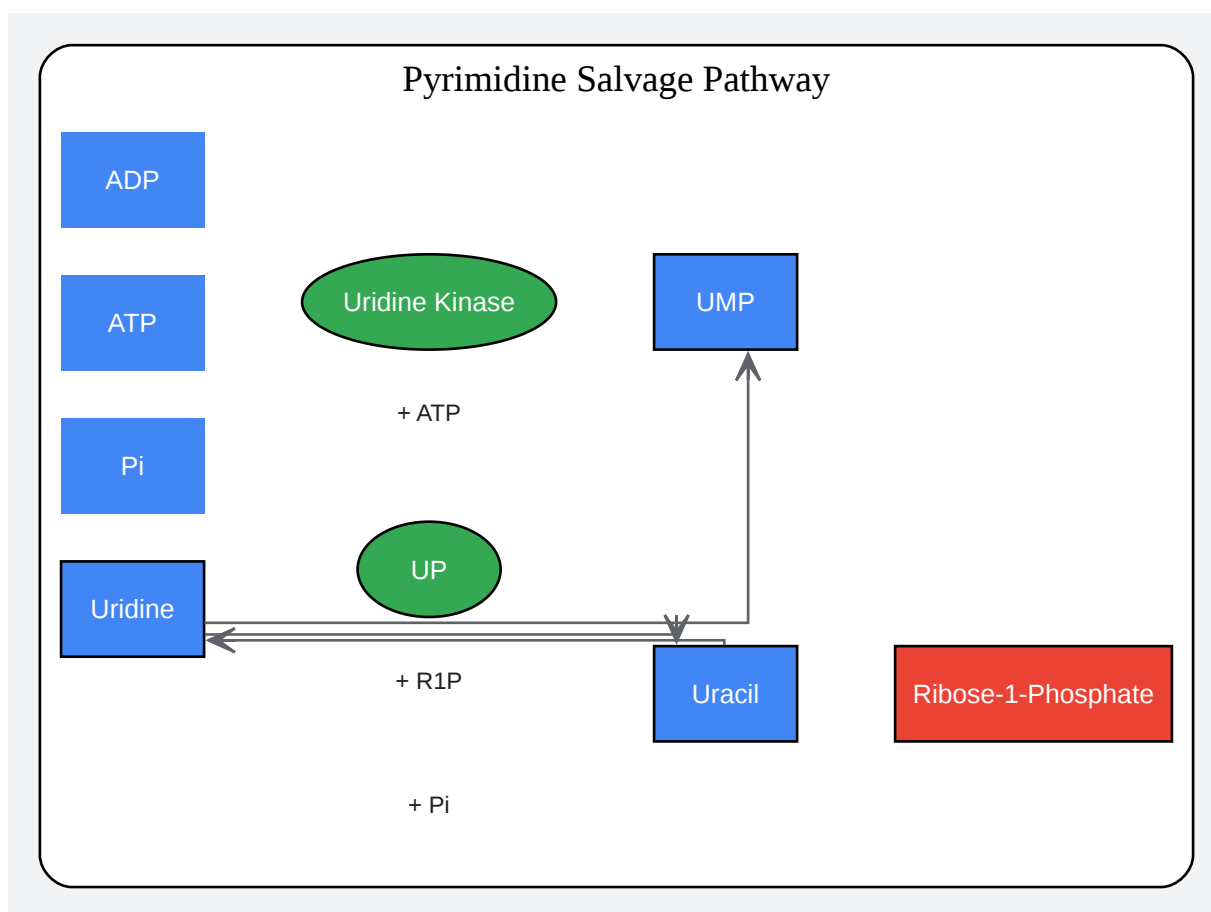 Pyrimidine Salvage Pathway
ADP
ATP
Uridine Kinase
UMP
+ ATP
Pi
UP
Uridine
+ R1P
Uracil
Ribose-1-Phosphate
+ Pi